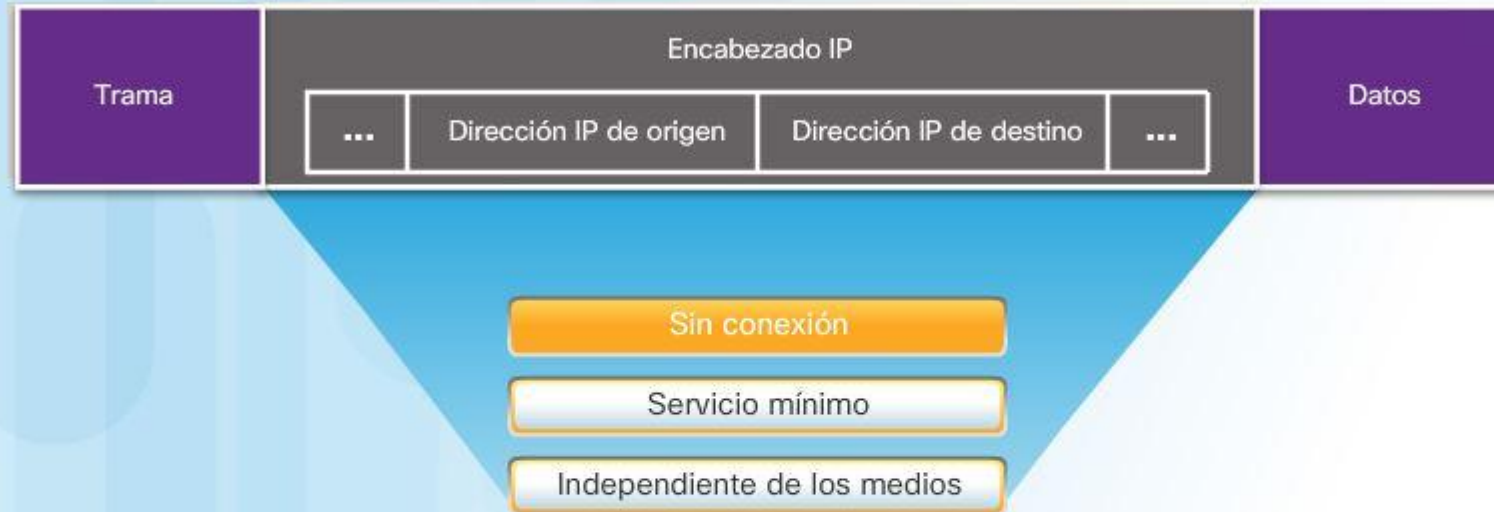 Encabezado IP
Trama
... Dirección IP de origen Dirección IP de destino ...
Datos
Sin conexión
Servicio mínimo
Independiente de los medios